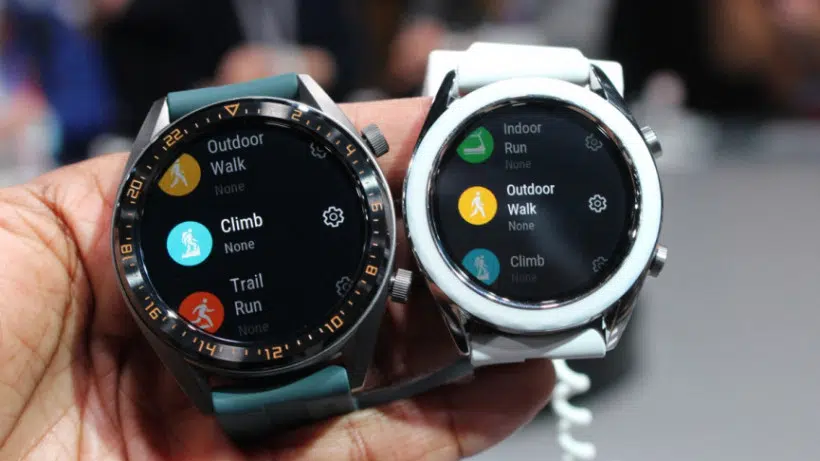 Outdoor
Walk
None
Climb
None
Trail
Run
None
22
2
4
6
8
10
12
14
16
18
20
Indoor
Run
None
Outdoor
Walk
None
Climb
None